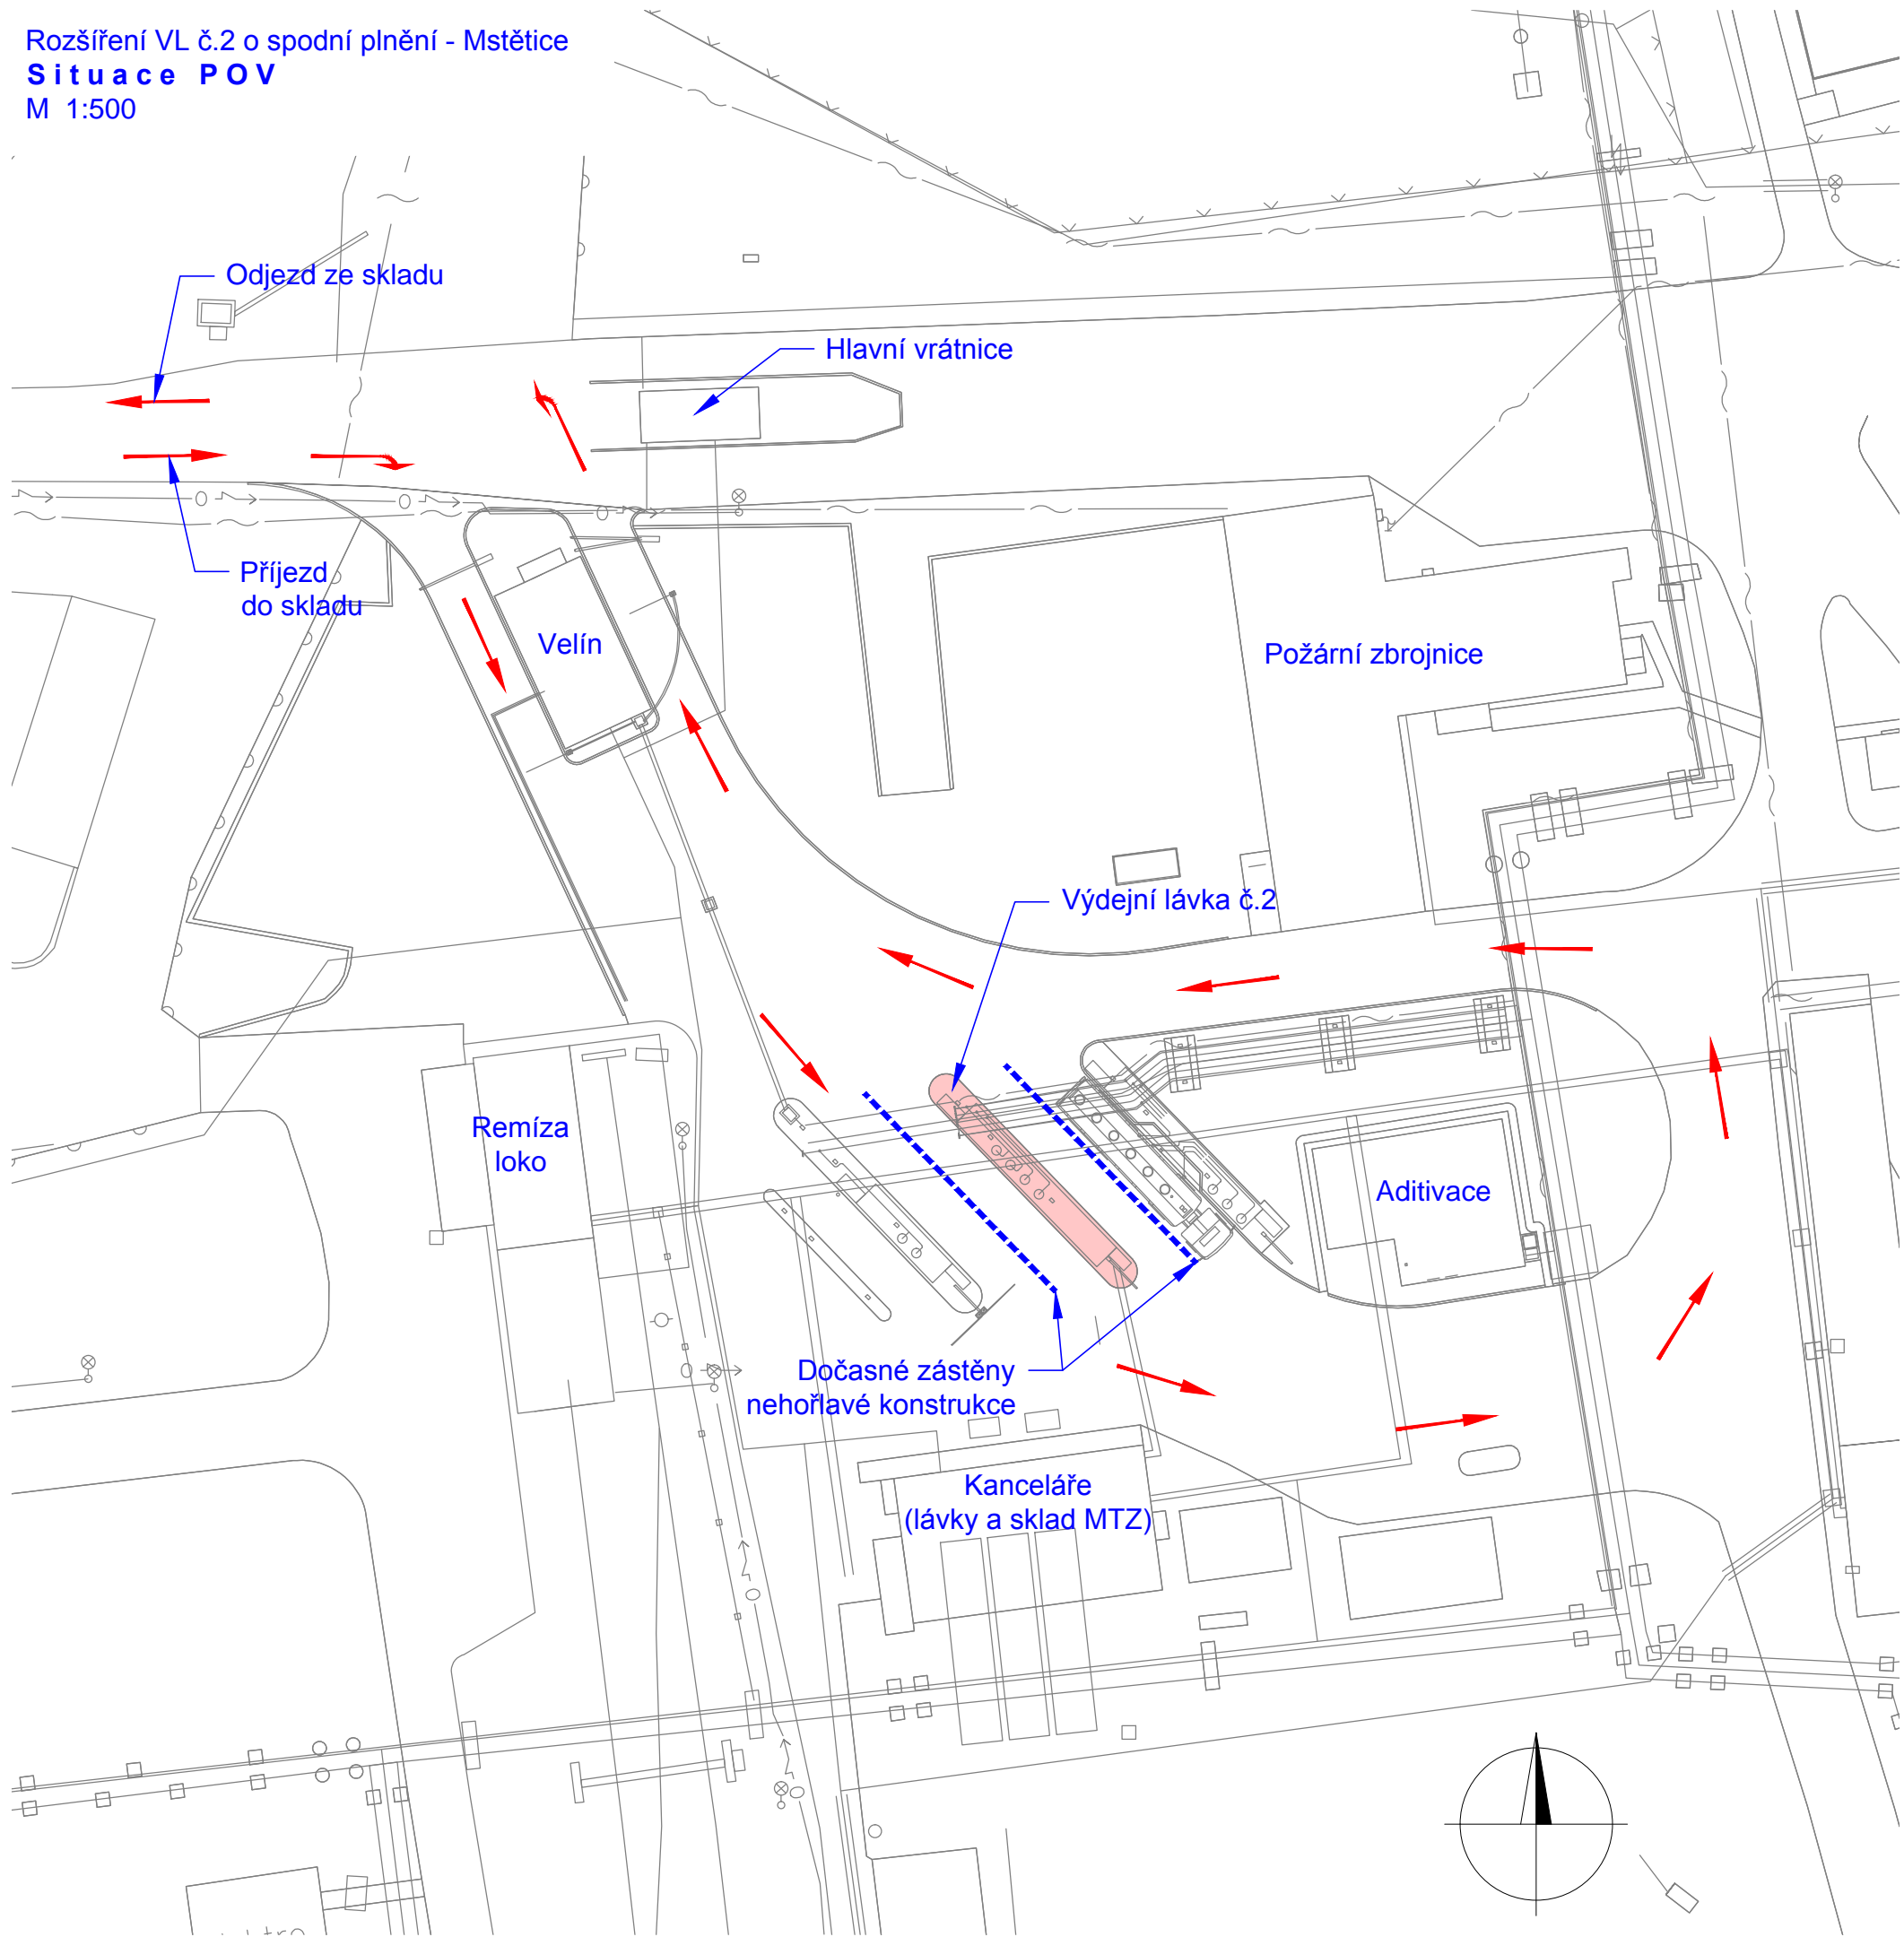 Rozšíření VL č.2 o spodní plnění - Mstětice
Situace POV
M 1:500
Odjezd ze skladu
Hlavní vrátnice
Příjezd
do skladu
Velín
Požární zbrojnice
Výdejní lávka č.2
Remíza
loko
Aditivace
Dočasné zástěny
nehořlavé konstrukce
Kanceláře
(lávky a sklad MTZ)